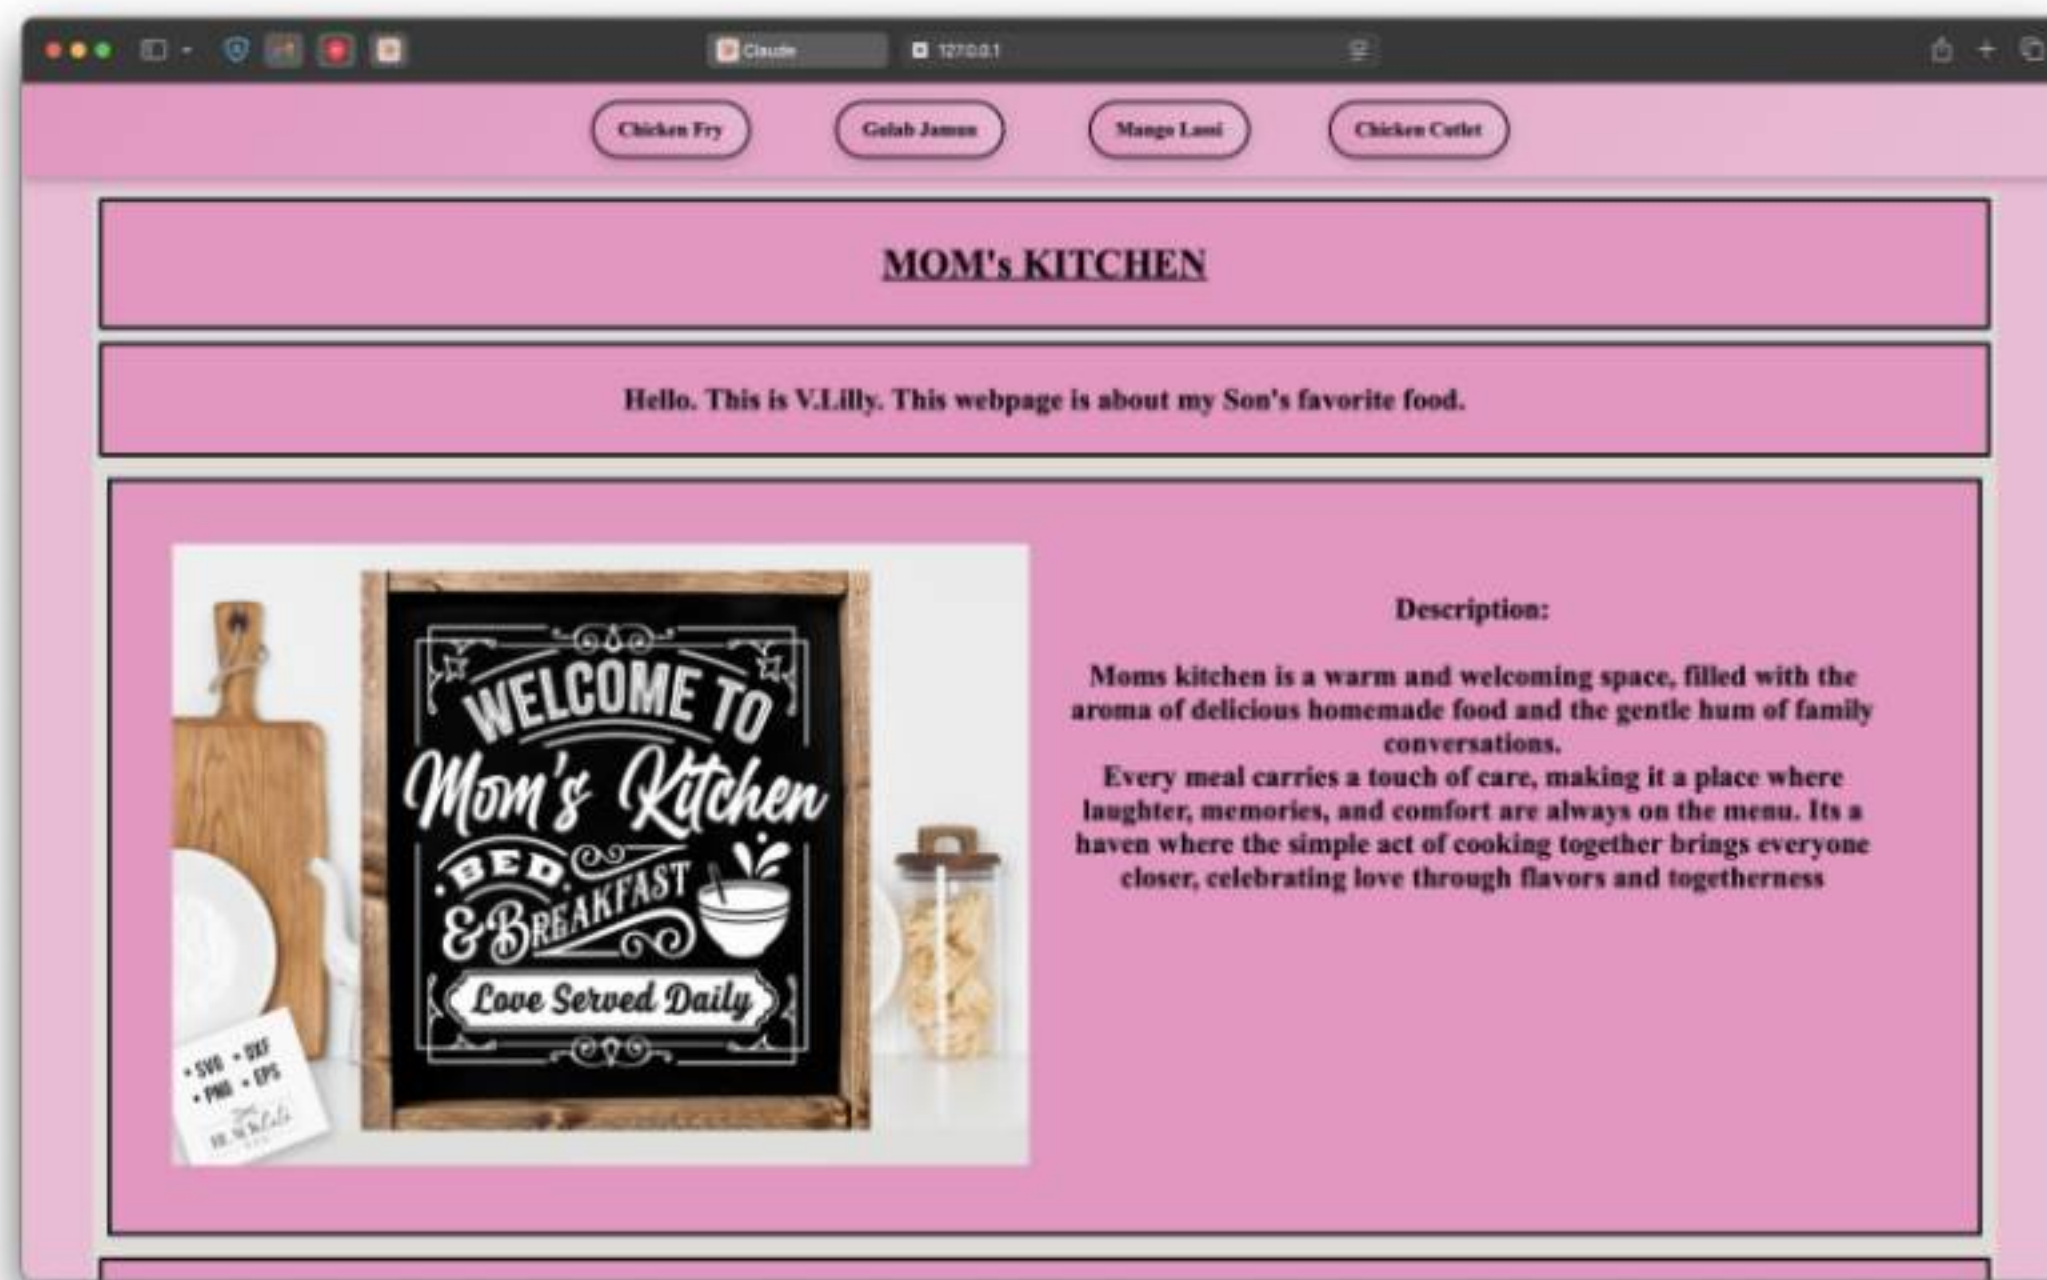 Claude
127.0.0.1
Chicken Fry
Gulab Jamun
Mango Lassi
Chicken Cutlet
MOM's KITCHEN
Hello. This is V.Lilly. This webpage is about my Son's favorite food.
WELCOME TO
Mom's Kitchen
BED
& BREAKFAST
Love Served Daily
• SVG • DXF
• PNG • EPS
Description:
Moms kitchen is a warm and welcoming space, filled with the
aroma of delicious homemade food and the gentle hum of family
conversations.
Every meal carries a touch of care, making it a place where
laughter, memories, and comfort are always on the menu. Its a
haven where the simple act of cooking together brings everyone
closer, celebrating love through flavors and togetherness